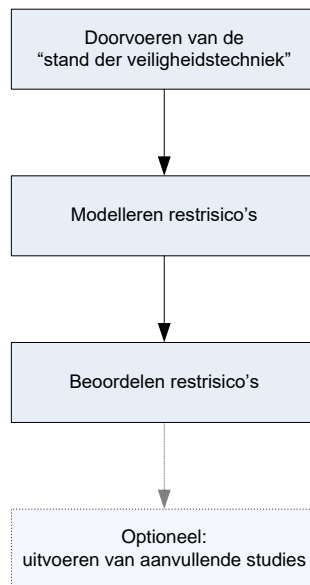 Doorvoeren van de
“stand der veiligheidstechniek”
Modelleren restrisico’s
Beoordelen restrisico’s
Optioneel:
uitvoeren van aanvullende studies